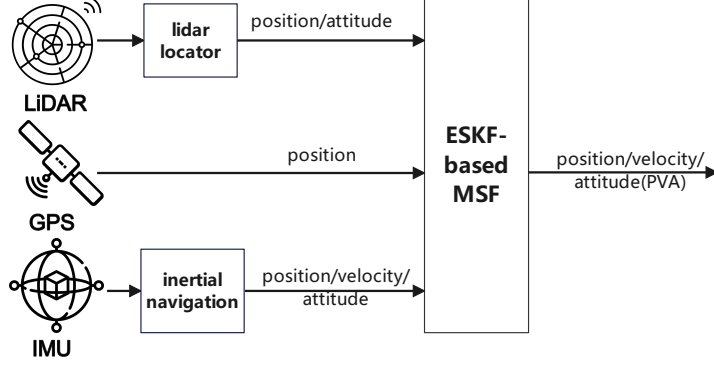 LiDAR
lidar
locator
position/attitude
GPS
position
IMU
inertial
navigation
position/velocity/
attitude
ESKF-
based
MSF
position/velocity/
attitude(PVA)